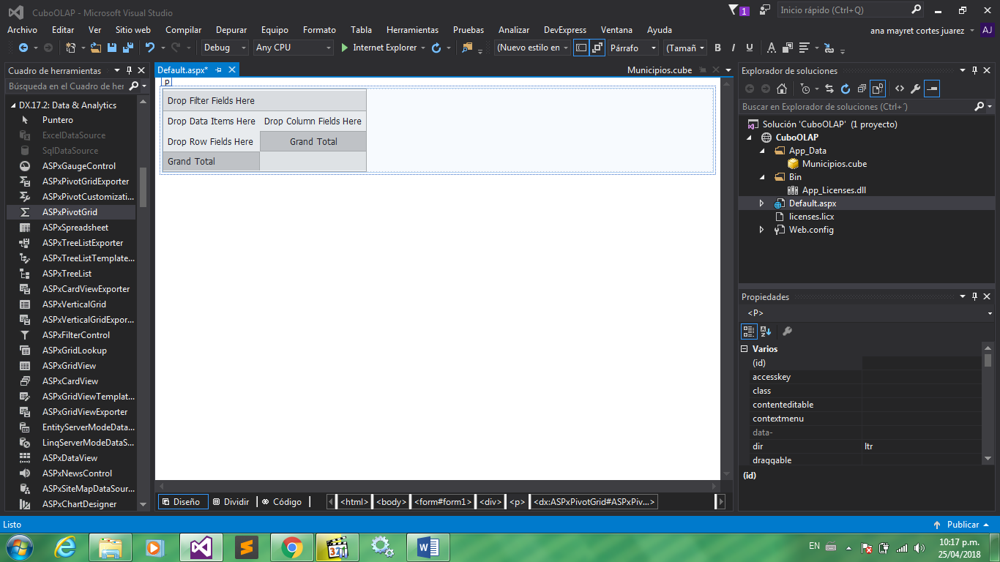 CuboOLAP - Microsoft Visual Studio
1
Inicio rápido (Ctrl+Q)
Archivo Editar Ver Sitio web Compilar Depurar Equipo Formato Tabla Herramientas Pruebas Analizar DevExpress Ventana Ayuda
ana mayret cortes juarez
AJ
Debug
Any CPU
Internet Explorer
(Nuevo estilo en
Párrafo
(Tamañ
B I U A
Cuadro de herramientas
Búsqueda en el Cuadro de her
DX.17.2: Data & Analytics
Puntero
ExcelDataSource
SqlDataSource
ASPxGaugeControl
ASPxPivotGridExporter
ASPxPivotCustomizati...
ASPxPivotGrid
ASPxSpreadsheet
ASPxTreeListExporter
ASPxTreeListTemplate...
ASPxTreeList
ASPxCardViewExporter
ASPxVerticalGrid
ASPxVerticalGridExpor...
ASPxFilterControl
ASPxGridLookup
ASPxGridView
ASPxCardView
ASPxGridViewTemplat...
ASPxGridViewExporter
EntityServerModeData...
LinqServerModeDataS...
ASPxDataView
ASPxNewsControl
ASPxSiteMapDataSour...
ASPxChartDesigner
Default.aspx*
Municipios.cube
p
Drop Filter Fields Here
Drop Data Items Here Drop Column Fields Here
Drop Row Fields Here Grand Total
Grand Total
Diseño Dividir Código
<html> <body> <form#form1> <div> <p> <dx:ASPxPivotGrid#ASPxPiv...>
Explorador de soluciones
Buscar en Explorador de soluciones (Ctrl+´)
Solución 'CuboOLAP' (1 proyecto)
CuboOLAP
App_Data
Municipios.cube
Bin
App_Licenses.dll
Default.aspx
licenses.licx
Web.config
Propiedades
<P>
Varios
(id)
accesskey
class
contenteditable
contextmenu
data-
dir ltr
draggable
(id)
Listo
Publicar
EN
10:17 p.m.
25/04/2018